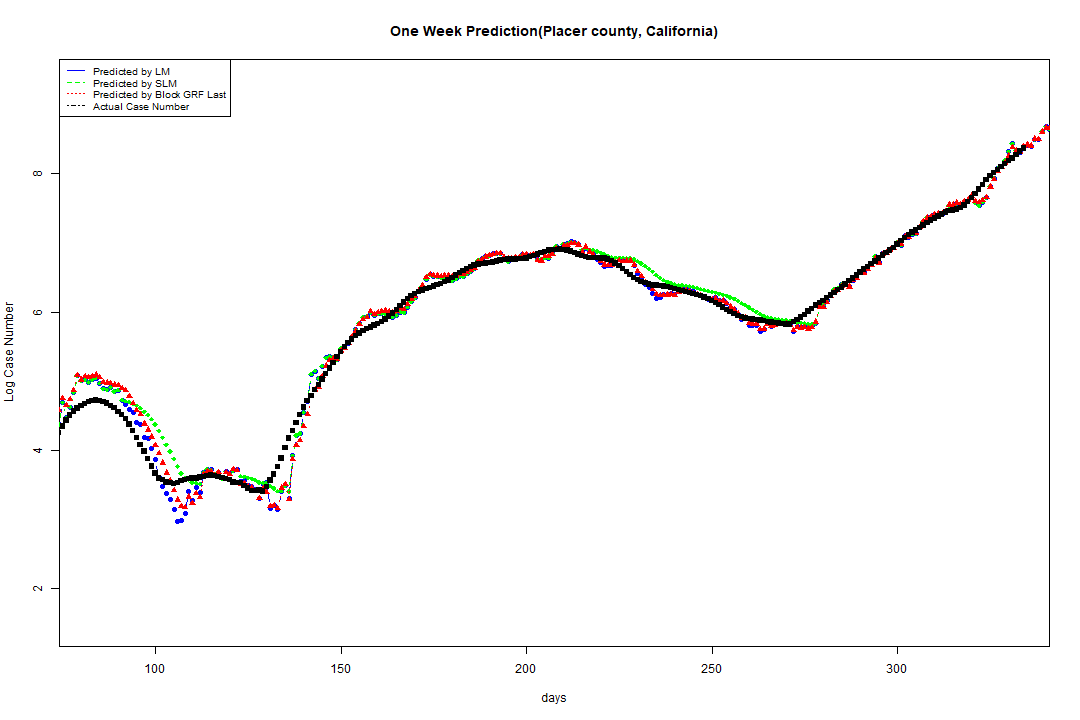 One Week Prediction(Placer county, California)
Predicted by LM
Predicted by SLM
Predicted by Block GRF Last
Actual Case Number
8
6
4
2
Log Case Number
100 150 200 250 300
days